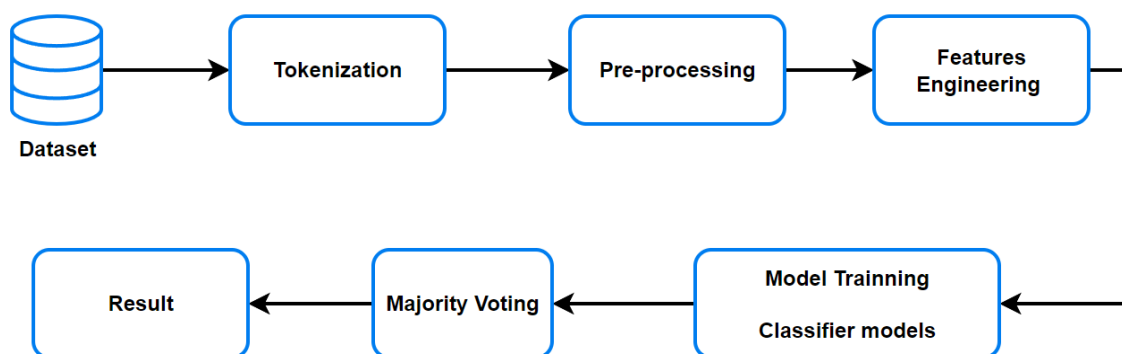 Tokenization
Pre-processing
Features
Engineering
Dataset
Model Trainning
Classifier models
Majority Voting
Result